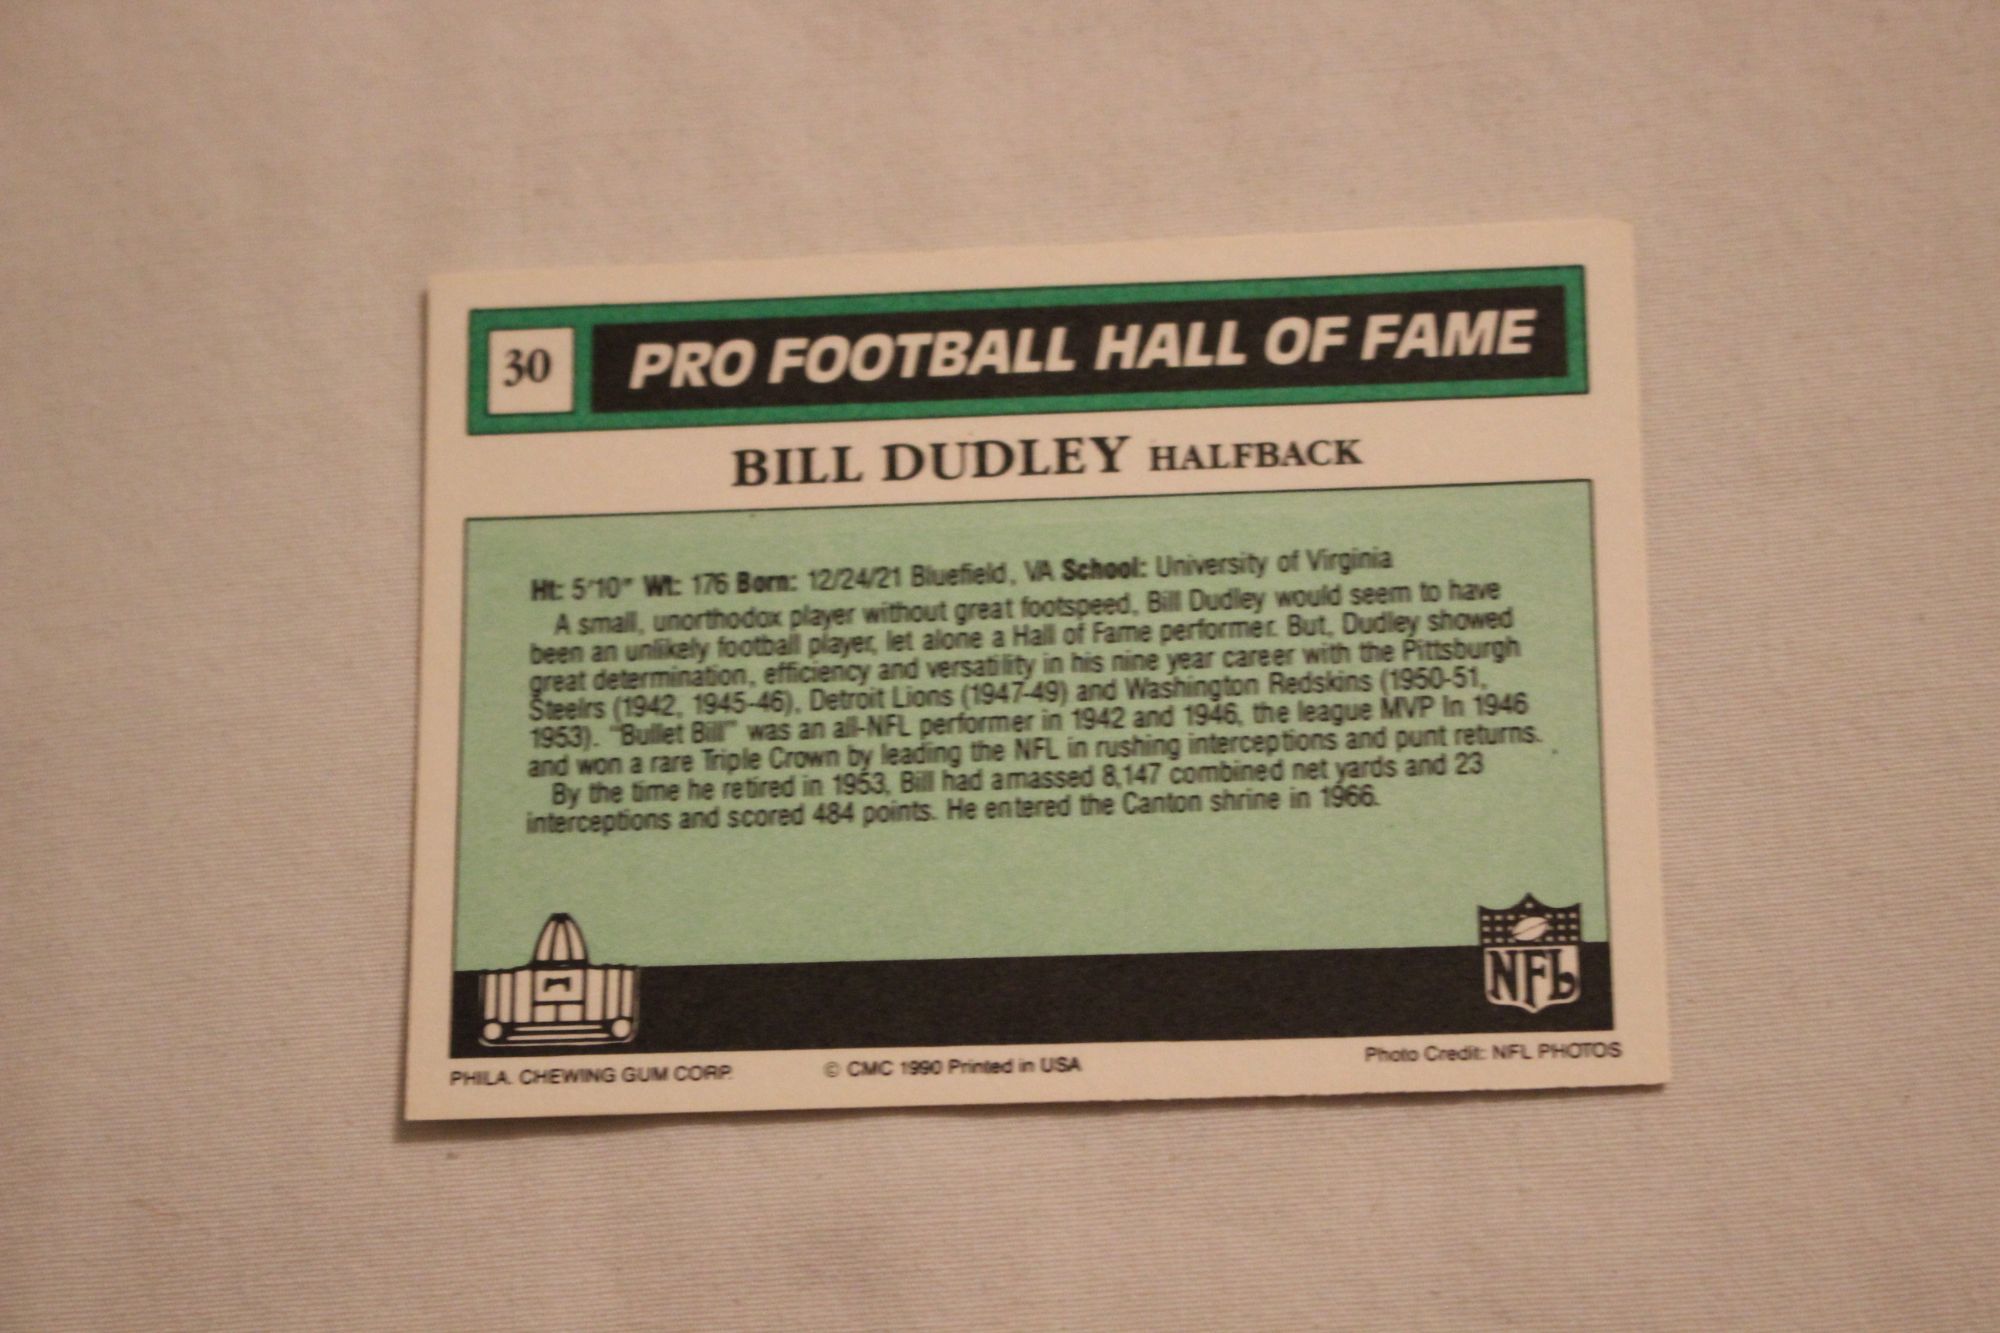 30
PRO FOOTBALL HALL OF FAME
BILL DUDLEY HALFBACK
Ht: 5'10" Wt: 176 Born: 12/24/21 Bluefield, VA School: University of Virginia
A small, unorthodox player without great footspeed, Bill Dudley would seem to have
been an unlikely football player, let alone a Hall of Fame performer. But, Dudley showed
great determination, efficiency and versatility in his nine year career with the Pittsburgh
Steelrs (1942, 1945-46), Detroit Lions (1947-49) and Washington Redskins (1950-51,
1953). "Bullet Bill" was an all-NFL performer in 1942 and 1946, the league MVP In 1946
and won a rare Triple Crown by leading the NFL in rushing interceptions and punt returns.
By the time he retired in 1953, Bill had amassed 8,147 combined net yards and 23
interceptions and scored 484 points. He entered the Canton shrine in 1966.
NFL
PHILA. CHEWING GUM CORP.
© CMC 1990 Printed in USA
Photo Credit: NFL PHOTOS